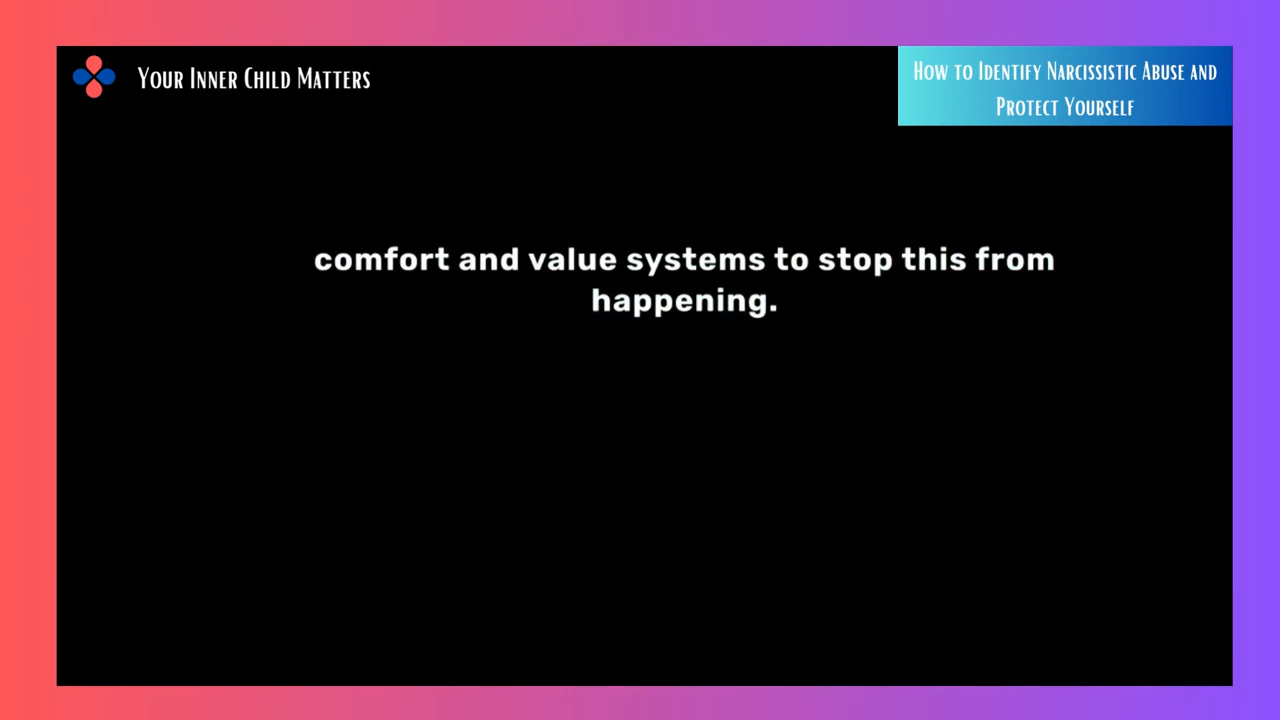 Your Inner Child Matters
How to Identify Narcissistic Abuse and
Protect Yourself
comfort and value systems to stop this from
happening.